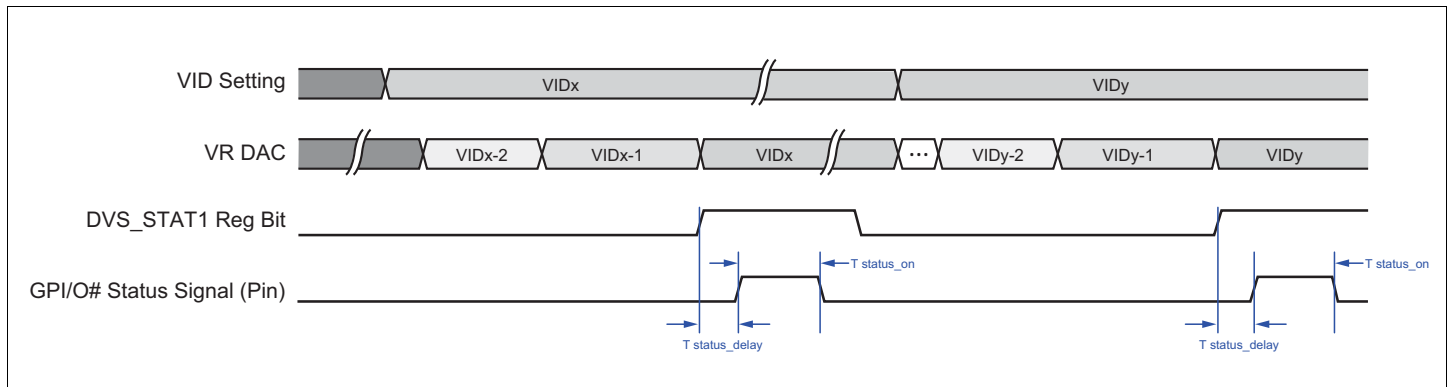 VID Setting
VIDx
VIDy
VR DAC
VIDx-2
VIDx-1
VIDx
...
VIDy-2
VIDy-1
VIDy
DVS_STAT1 Reg Bit
T status_on
T status_on
GPI/O# Status Signal (Pin)
T status_delay
T status_delay